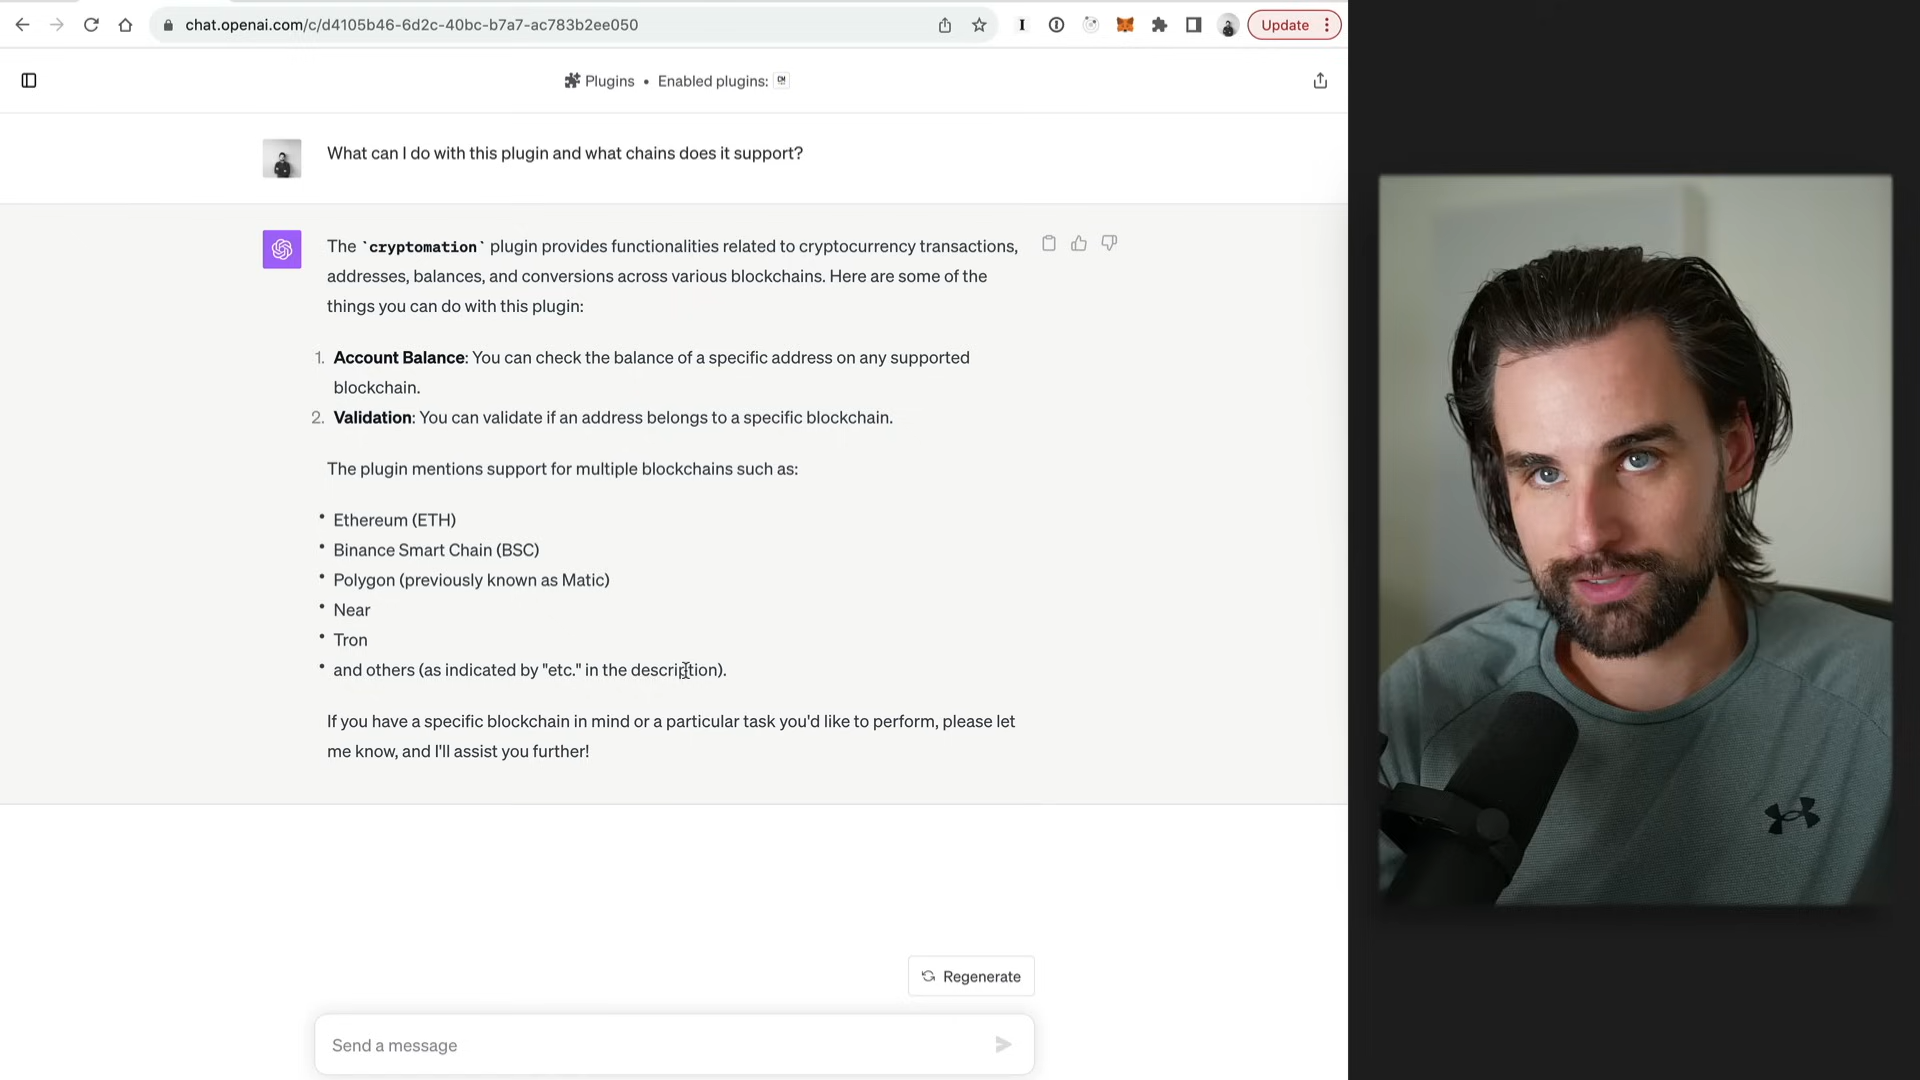 chat.openai.com/c/d4105b46-6d2c-40bc-b7a7-ac783b2ee050
Update
Plugins • Enabled plugins:
What can I do with this plugin and what chains does it support?
The `cryptomation` plugin provides functionalities related to cryptocurrency transactions,
addresses, balances, and conversions across various blockchains. Here are some of the
things you can do with this plugin:
1. Account Balance: You can check the balance of a specific address on any supported
blockchain.
2. Validation: You can validate if an address belongs to a specific blockchain.
The plugin mentions support for multiple blockchains such as:
• Ethereum (ETH)
• Binance Smart Chain (BSC)
• Polygon (previously known as Matic)
• Near
• Tron
• and others (as indicated by "etc." in the description).
If you have a specific blockchain in mind or a particular task you'd like to perform, please let
me know, and I'll assist you further!
Regenerate
Send a message